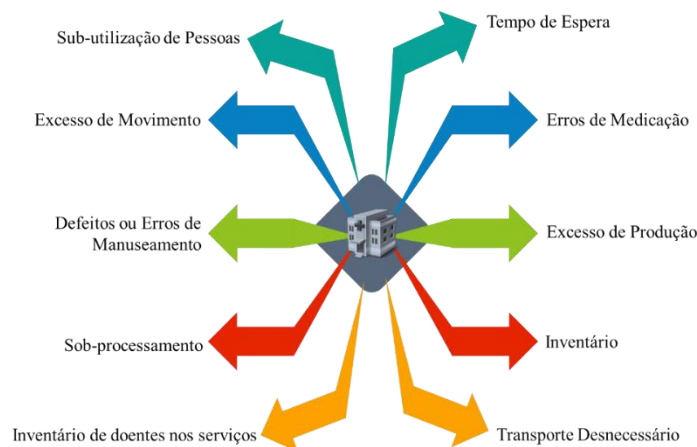 Sub-utilização de Pessoas
Tempo de Espera
Excesso de Movimento
Erros de Medicação
Defeitos ou Erros de
Manuseamento
Excesso de Produção
Sob-processamento
Inventário
Inventário de doentes nos serviços
Transporte Desnecessário